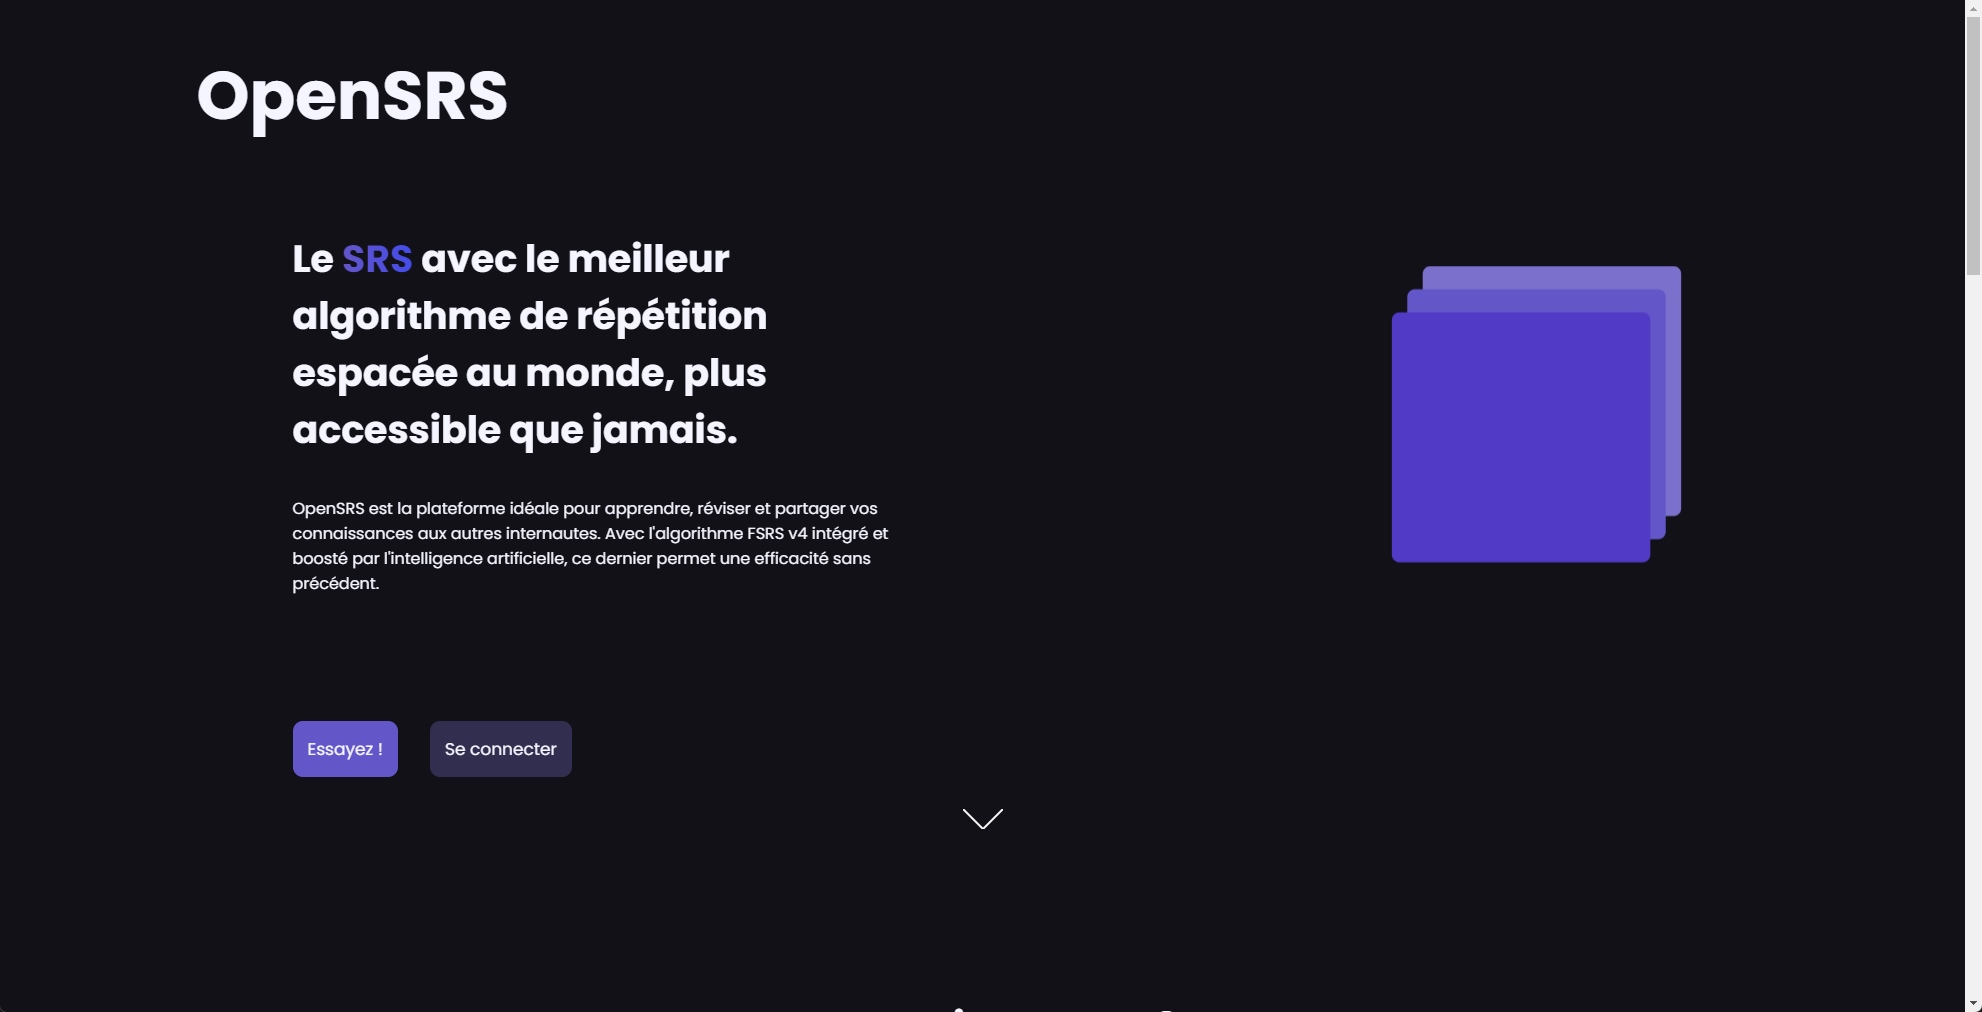 OpenSRS
Le SRS avec le meilleur
algorithme de répétition
espacée au monde, plus
accessible que jamais.
OpenSRS est la plateforme idéale pour apprendre, réviser et partager vos
connaissances aux autres internautes. Avec l'algorithme FSRS v4 intégré et
boosté par l'intelligence artificielle, ce dernier permet une efficacité sans
précédent.
Essayez !
Se connecter